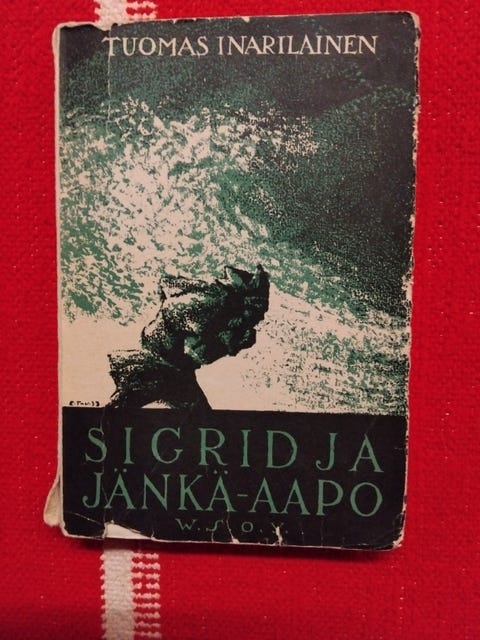 TUOMAS INARILAINEN
SIGRID JA
JÄNKÄ-AAPO
W.S.O.Y.